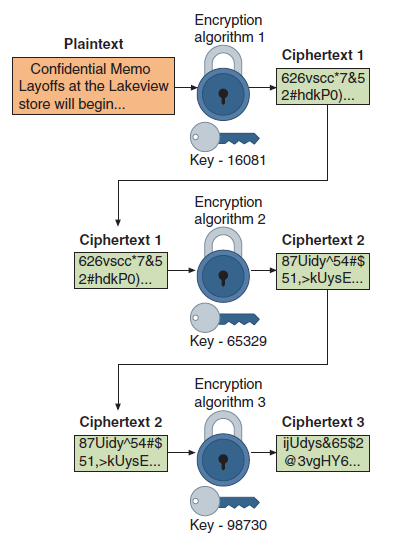 Encryption
algorithm 1
Plaintext
Ciphertext 1
Confidential Memo
Layoffs at the Lakeview
store will begin...
626vscc*7&5
2#hdkP0)...
Key - 16081
Encryption
algorithm 2
Ciphertext 1
Ciphertext 2
626vscc*7&5
2#hdkP0)...
87Uidy^54#$
51,>kUysE...
Key - 65329
Encryption
algorithm 3
Ciphertext 2
Ciphertext 3
87Uidy^54#$
51,>kUysE...
ijUdys&65$2
@3vgHY6...
Key - 98730